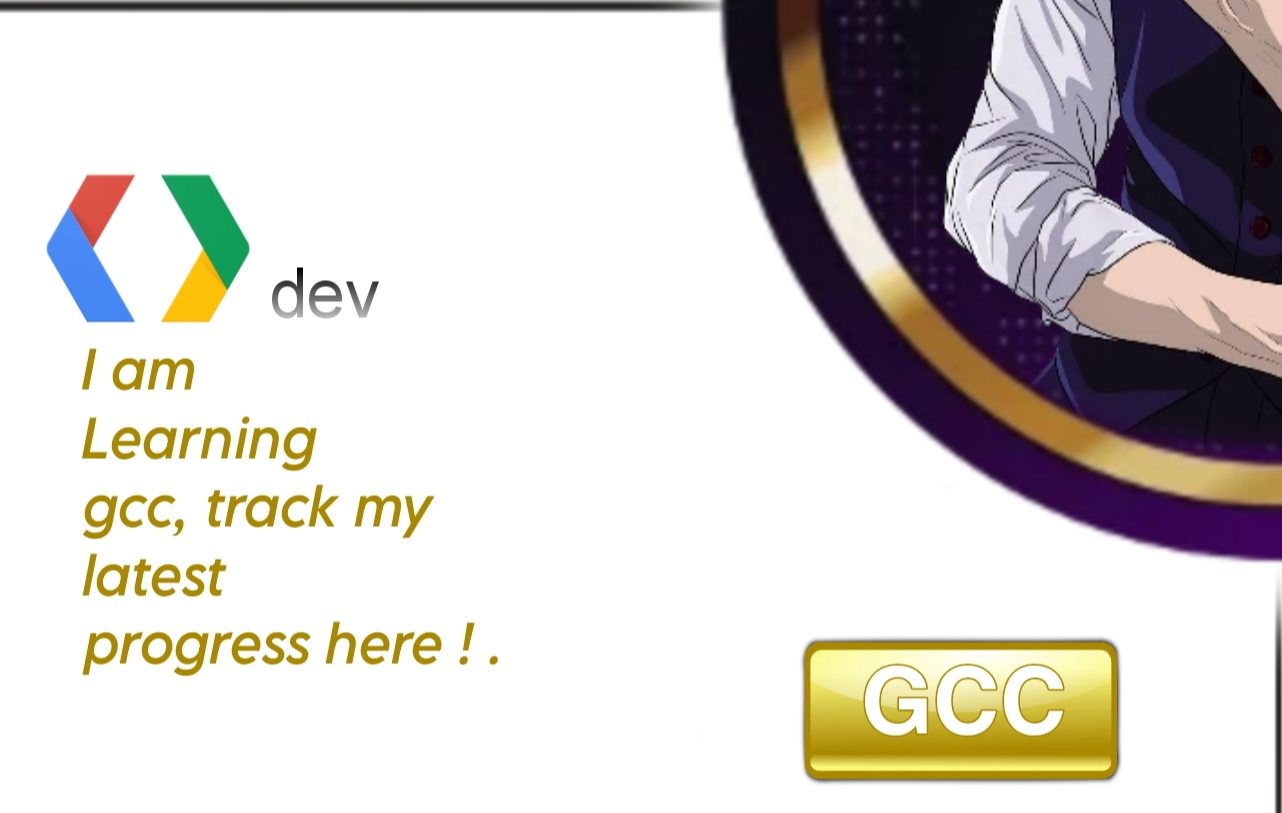 dev
I am
Learning
gcc, track my
latest
progress here ! .
GCC